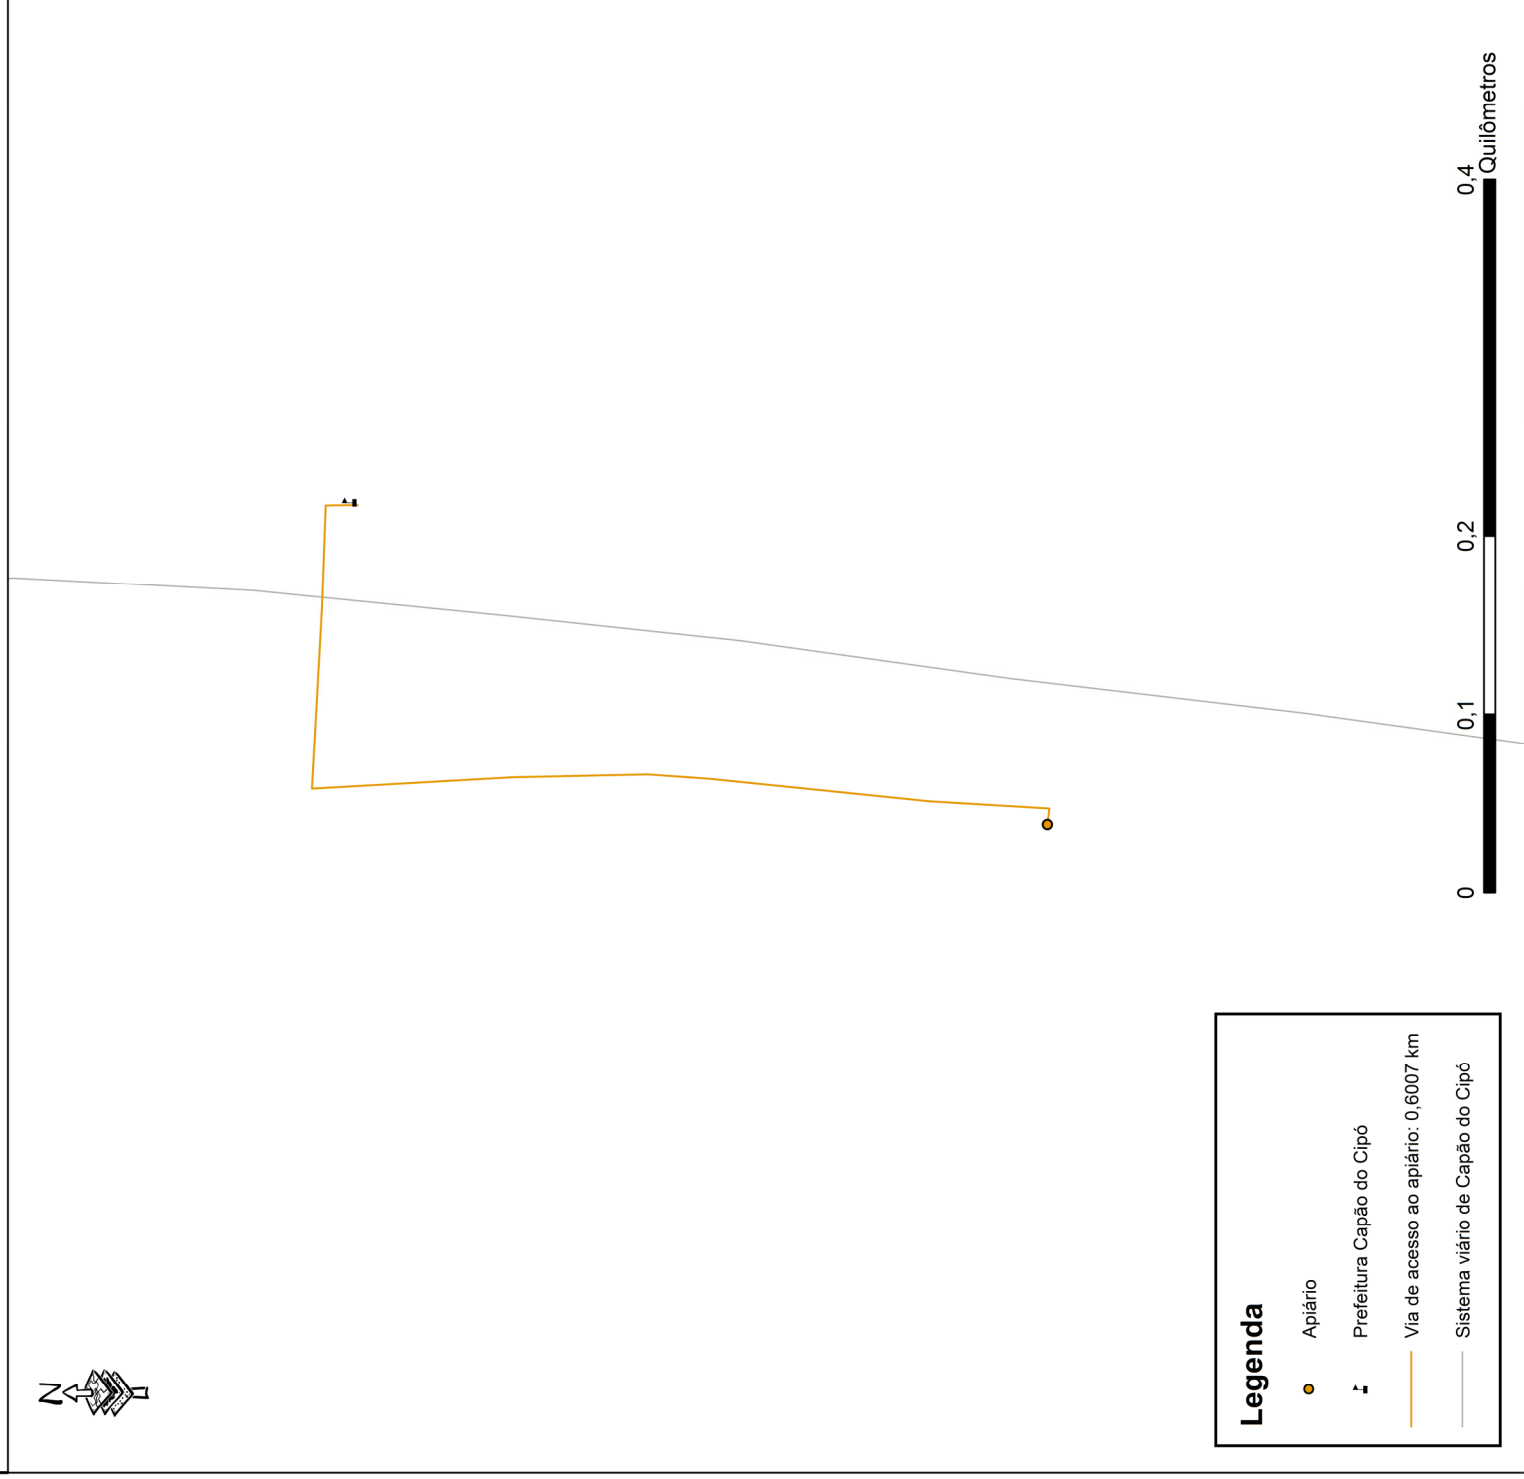 N
Legenda
Apiário
Prefeitura Capão do Cipó
Via de acesso ao apiário: 0,6007 km
Sistema viário de Capão do Cipó
0 0,1 0,2 0,4
Quilômetros